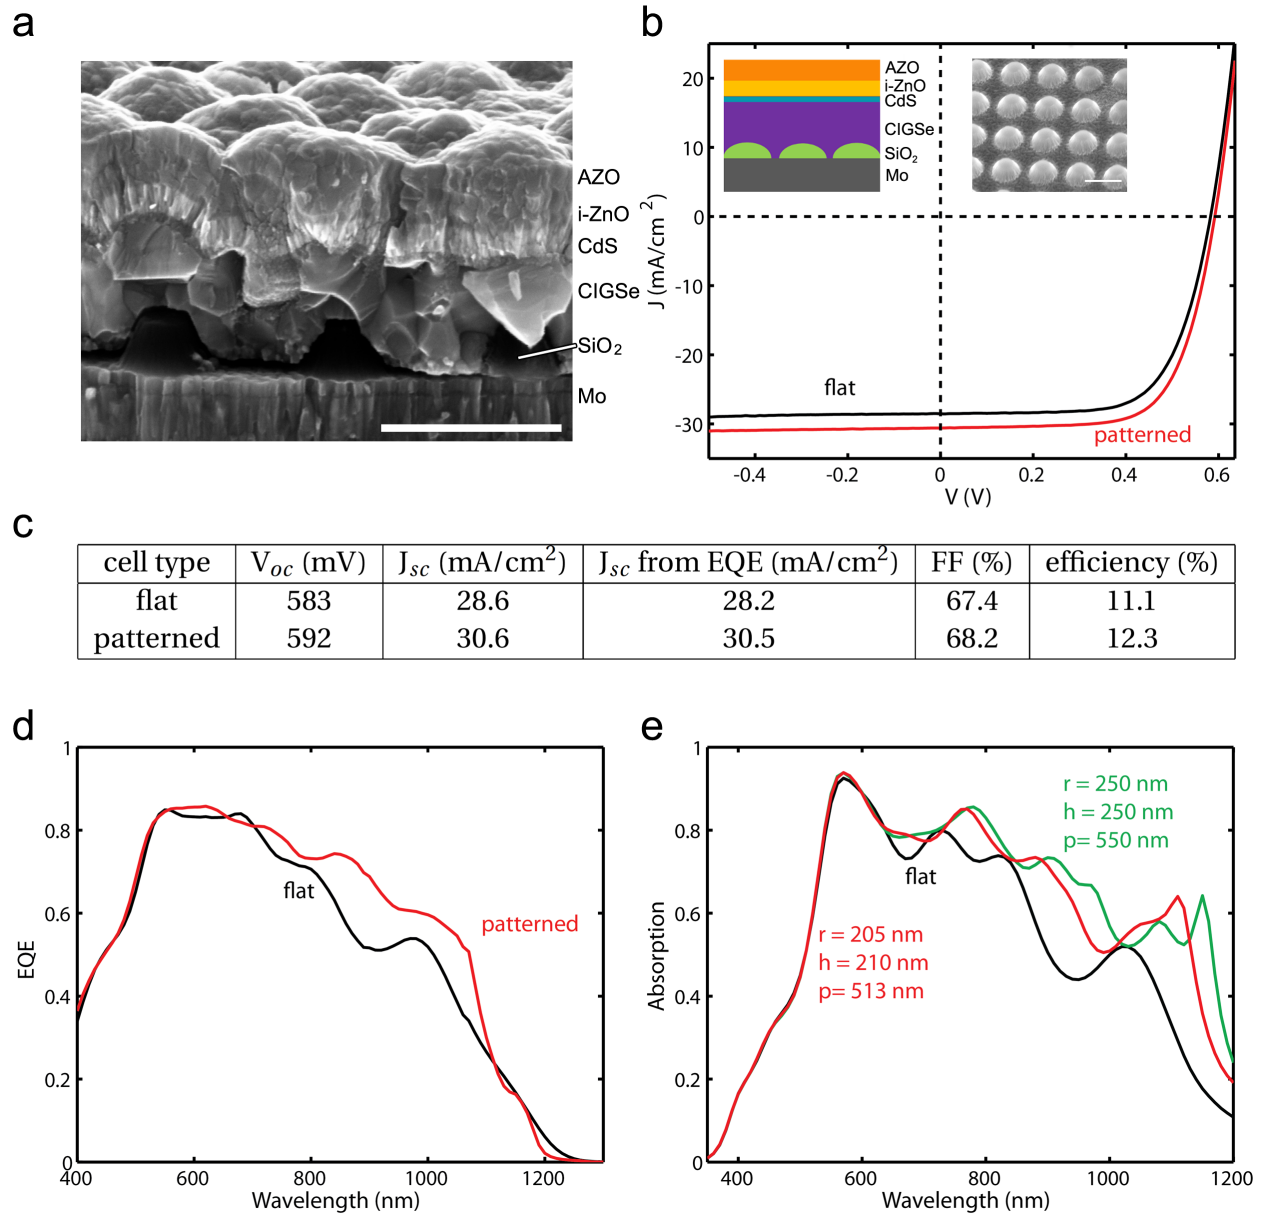 a
AZO
i-ZnO
CdS
CIGSe
SiO₂
Mo
b
20
10
0
-10
-20
-30
J (mA/cm²)
AZO
i-ZnO
CdS
CIGSe
SiO₂
Mo
flat
patterned
-0.4 -0.2 0 0.2 0.4 0.6
V (V)
c
cell type V_oc (mV) J_sc (mA/cm²) J_sc from EQE (mA/cm²) FF (%) efficiency (%)
flat 583 28.6 28.2 67.4 11.1
patterned 592 30.6 30.5 68.2 12.3
d
1
0.8
0.6
0.4
0.2
0
EQE
flat
patterned
400 600 800 1000 1200
Wavelength (nm)
e
1
0.8
0.6
0.4
0.2
0
Absorption
r = 250 nm
h = 250 nm
p= 550 nm
flat
r = 205 nm
h = 210 nm
p= 513 nm
400 600 800 1000 1200
Wavelength (nm)